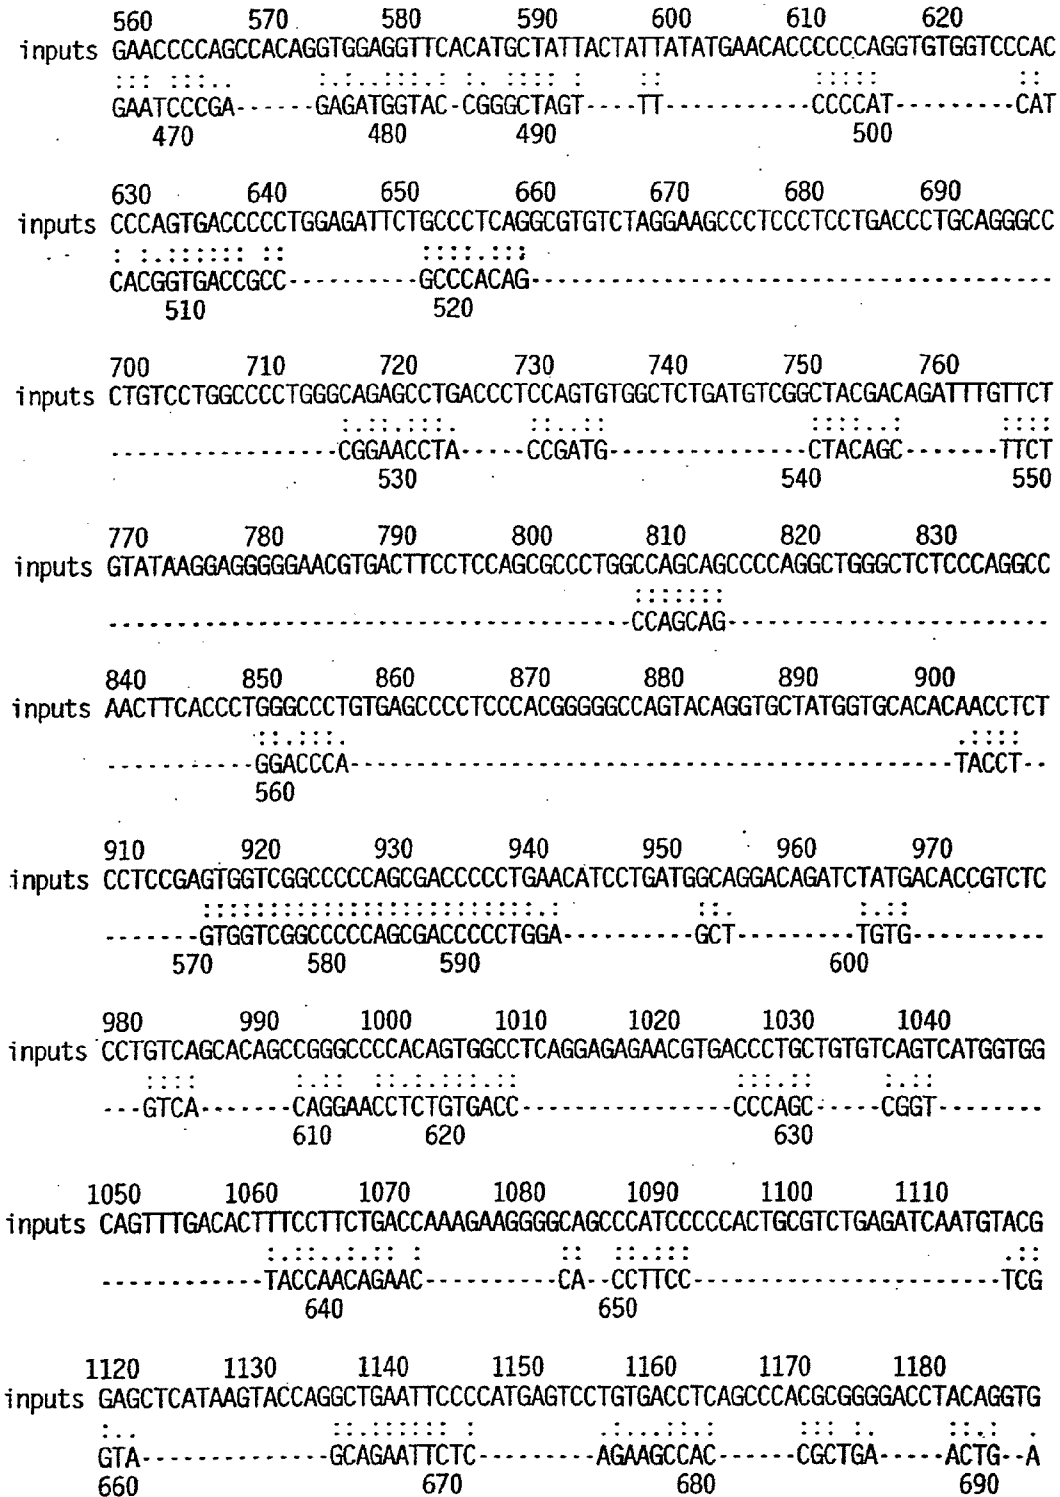 560 570 580 590 600 610 620
inputs GAACCCCAGCCACAGGTGGAGGTTCACATGCTATTACTATTATATGAACACCCCCCAGGTGTGGTCCCAC
::: :::. :.:..:::.: :. .:::: : :: ::::: ::
GAATCCCGA------GAGATGGTAC-CGGGCTAGT----TT-----------CCCCAT---------CAT
470 480 490 500
630 640 650 660 670 680 690
inputs CCCAGTGACCCCCTGGAGATTCTGCCCTCAGGCGTGTCTAGGAAGCCCTCCCTCCTGACCCTGCAGGGCC
: :.:::::: :: ::::.:::
CACGGTGACCGCC----------GCCCACAG---------------------------------------
510 520
700 710 720 730 740 750 760
inputs CTGTCCTGGCCCCTGGGCAGAGCCTGACCCTCCAGTGTGGCTCTGATGTCGGCTACGACAGATTTGTTCT
:.::.:::. ::..:: ::::..: ::::
-----------------CGGAACCTA-----CCGATG---------------CTACAGC-------TTCT
530 540 550
770 780 790 800 810 820 830
inputs GTATAAGGAGGGGGAACGTGACTTCCTCCAGCGCCCTGGCCAGCAGCCCCAGGCTGGGCTCTCCCAGGCC
:::::::
---------------------------------------CCAGCAG------------------------
840 850 860 870 880 890 900
inputs AACTTCACCCTGGGCCCTGTGAGCCCCTCCCACGGGGGCCAGTACAGGTGCTATGGTGCACACAACCTCT
::.:::. .::::
-----------GGACCCA---------------------------------------------TACCT--
560
910 920 930 940 950 960 970
inputs CCTCCGAGTGGTCGGCCCCCAGCGACCCCCTGAACATCCTGATGGCAGGACAGATCTATGACACCGTCTC
:::::::::::::::::::::::::.: ::. :.::
-------GTGGTCGGCCCCCAGCGACCCCCTGGA----------GCT---------TGTG----------
570 580 590 600
980 990 1000 1010 1020 1030 1040
inputs CCTGTCAGCACAGCCGGGCCCCACAGTGGCCTCAGGAGAGAACGTGACCCTGCTGTGTCAGTCATGGTGG
:::: :.:: ::.:.::.:.:: :::.:: :.::
---GTCA-------CAGGAACCTCTGTGACC----------------CCCAGC-----CGGT--------
610 620 630
1050 1060 1070 1080 1090 1100 1110
inputs CAGTTTGACACTTTCCTTCTGACCAAAGAAGGGGCAGCCCATCCCCCACTGCGTCTGAGATCAATGTACG
:.::..:.:: : :: ::.::: .::
------------TACCAACAGAAC----------CA--CCTTCC-----------------------TCG
640 650
1120 1130 1140 1150 1160 1170 1180
inputs GAGCTCATAAGTACCAGGCTGAATTCCCCATGAGTCCTGTGACCTCAGCCCACGCGGGGACCTACAGGTG
:.. ::.:::::: : ::..:.::: ::: : ::.: .
GTA--------------GCAGAATTCTC---------AGAAGCCAC------CGCTGA-----ACTG--A
660 670 680 690